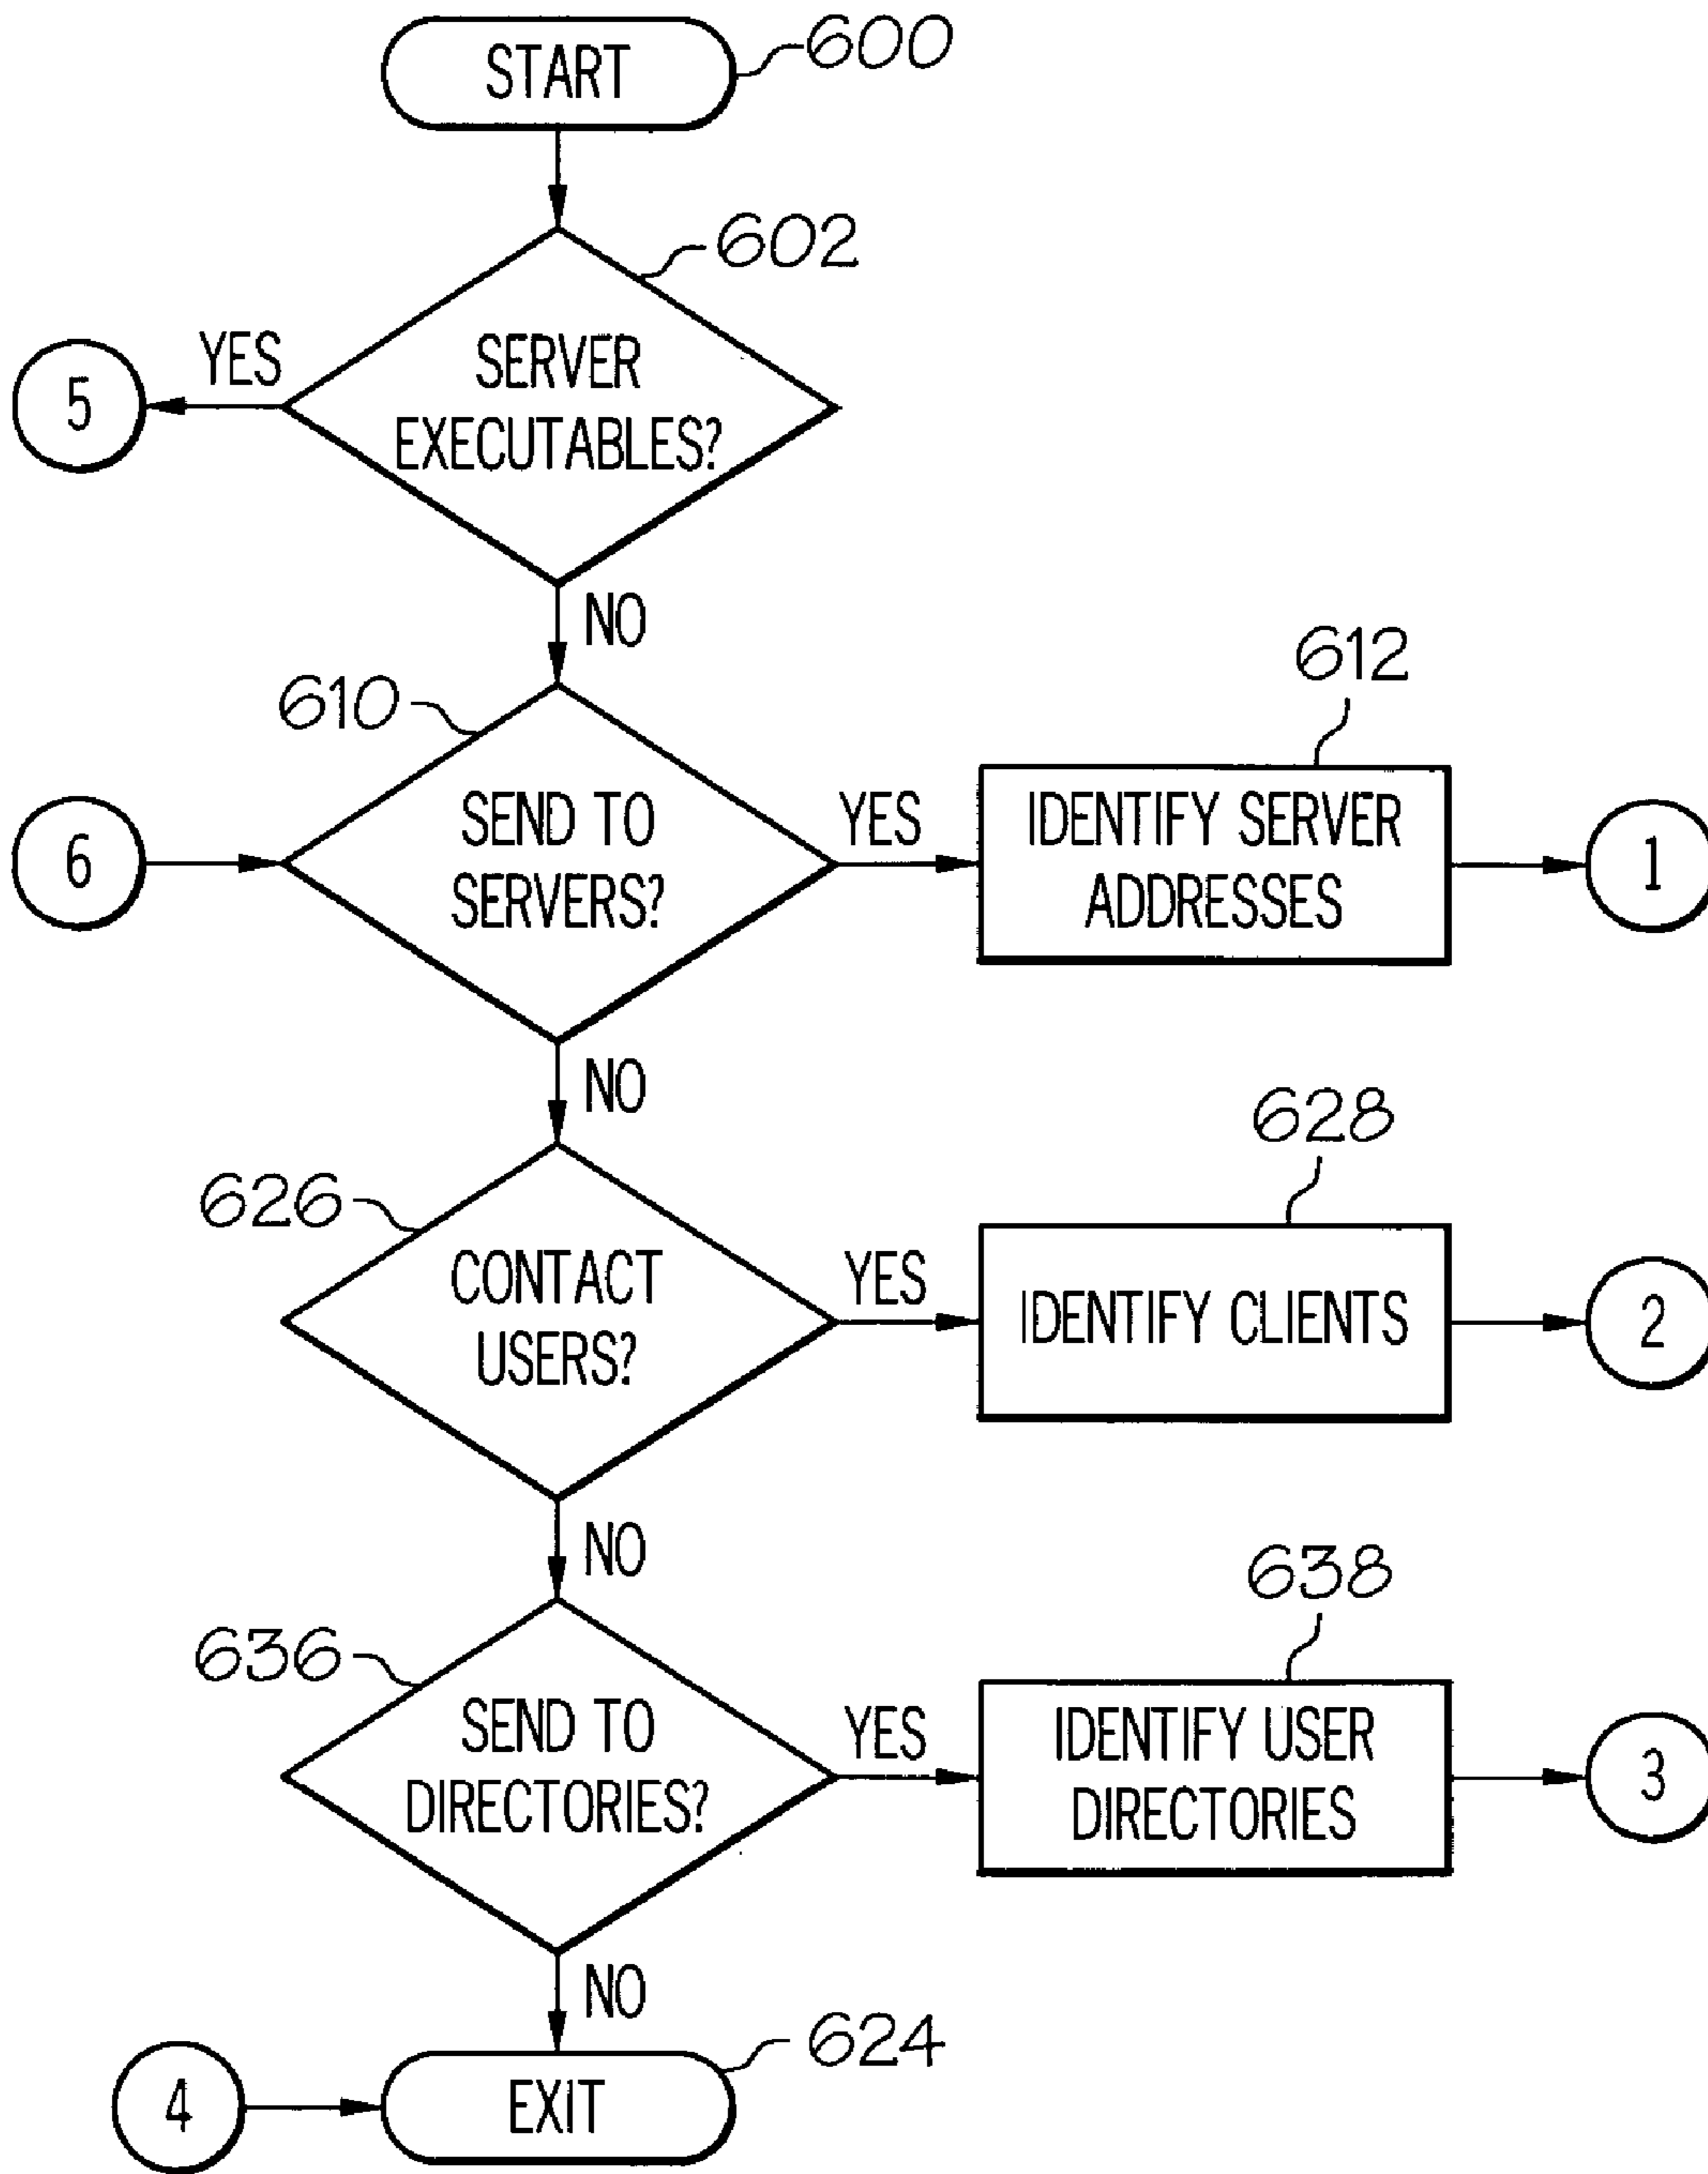 START
600
602
SERVER
EXECUTABLES?
YES
5
NO
610
SEND TO
SERVERS?
6
YES
612
IDENTIFY SERVER
ADDRESSES
1
NO
626
CONTACT
USERS?
YES
628
IDENTIFY CLIENTS
2
NO
636
SEND TO
DIRECTORIES?
YES
638
IDENTIFY USER
DIRECTORIES
3
NO
624
4
EXIT